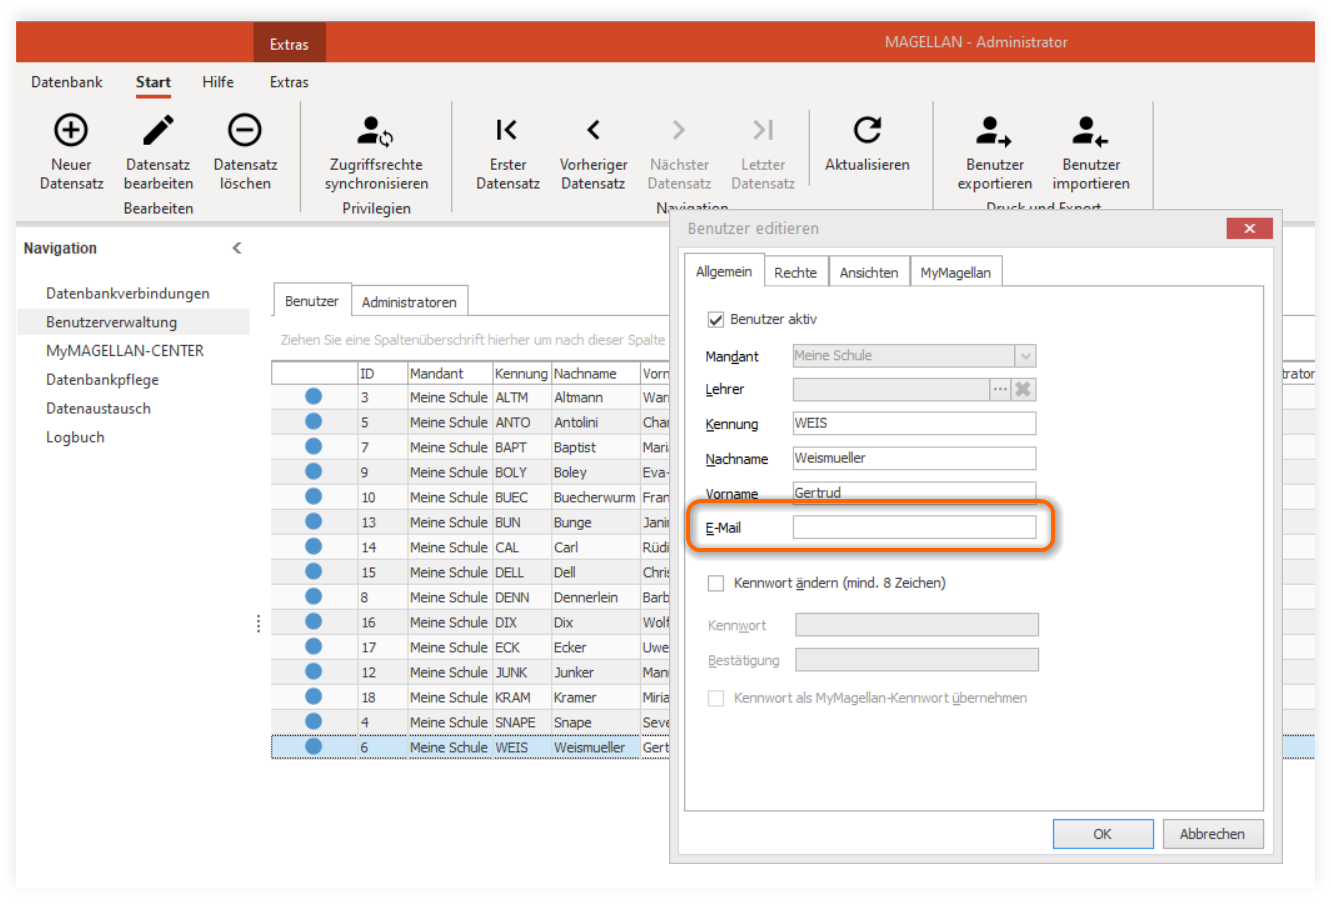 Extras
MAGELLAN - Administrator
Datenbank Start Hilfe Extras
Neuer Datensatz
Datensatz bearbeiten
Datensatz löschen
Bearbeiten
Zugriffsrechte synchronisieren
Privilegien
Erster Datensatz
Vorheriger Datensatz
Nächster Datensatz
Letzter Datensatz
Aktualisieren
Navigation
Benutzer exportieren
Benutzer importieren
Druck und Export
Navigation
Datenbankverbindungen
Benutzerverwaltung
MyMAGELLAN-CENTER
Datenbankpflege
Datenaustausch
Logbuch
Benutzer Administratoren
Ziehen Sie eine Spaltenüberschrift hierher um nach dieser Spalte
ID Mandant Kennung Nachname Vorn
3 Meine Schule ALTM Altmann War
5 Meine Schule ANTO Antolini Cha
7 Meine Schule BAPT Baptist Mari
9 Meine Schule BOLY Boley Eva-
10 Meine Schule BUEC Buecherwurm Fran
13 Meine Schule BUN Bunge Janin
14 Meine Schule CAL Carl Rüdi
15 Meine Schule DELL Dell Chris
8 Meine Schule DENN Dennerlein Barb
16 Meine Schule DIX Dix Wolf
17 Meine Schule ECK Ecker Uwe
12 Meine Schule JUNK Junker Man
18 Meine Schule KRAM Kramer Miria
4 Meine Schule SNAPE Snape Seve
6 Meine Schule WEIS Weismueller Gert
trator
Benutzer editieren
Allgemein Rechte Ansichten MyMagellan
Benutzer aktiv
Mandant Meine Schule
Lehrer
Kennung WEIS
Nachname Weismueller
Vorname Gertrud
E-Mail
Kennwort ändern (mind. 8 Zeichen)
Kennwort
Bestätigung
Kennwort als MyMagellan-Kennwort übernehmen
OK Abbrechen